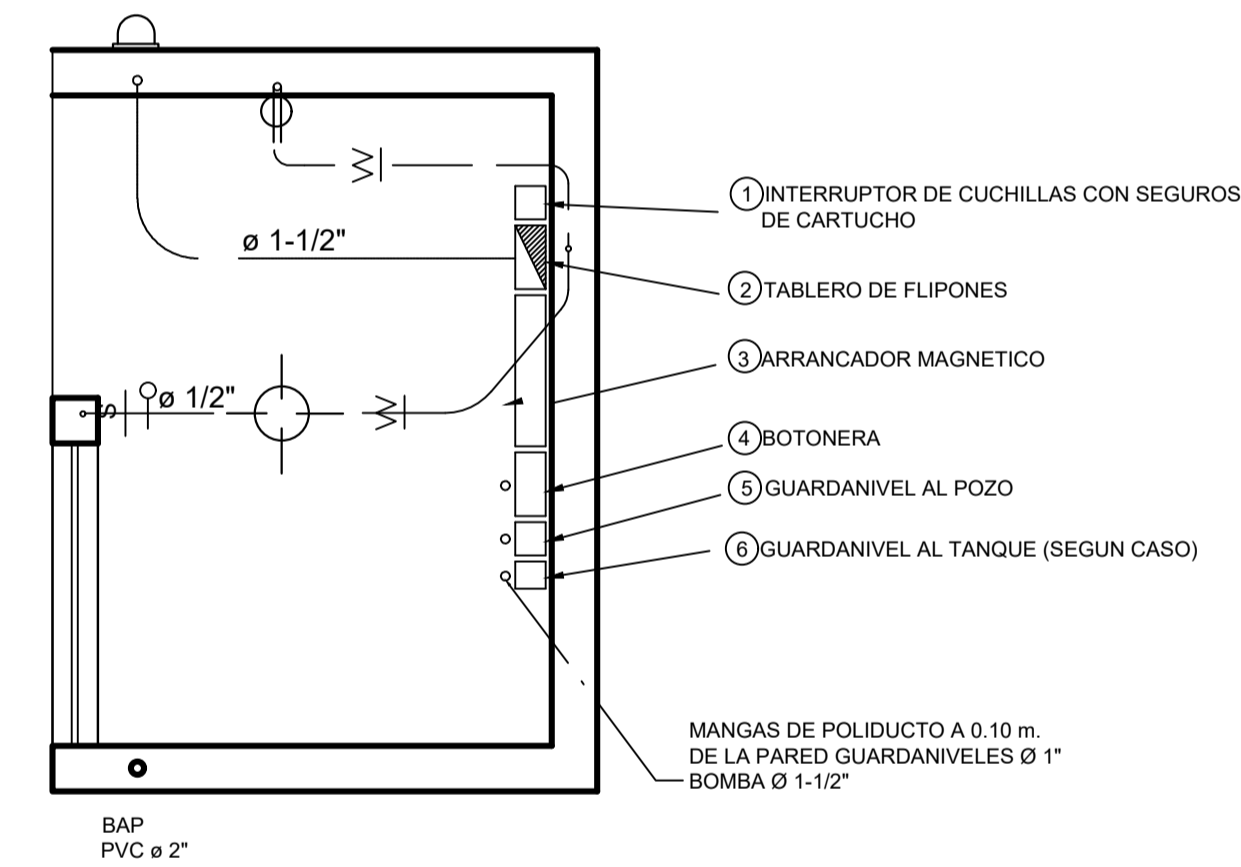 1 INTERRUPTOR DE CUCHILLAS CON SEGUROS
DE CARTUCHO
ø 1-1/2"
2 TABLERO DE FLIPONES
3 ARRANCADOR MAGNETICO
S
ø 1/2"
4 BOTONERA
5 GUARDANIVEL AL POZO
6 GUARDANIVEL AL TANQUE (SEGUN CASO)
MANGAS DE POLIDUCTO A 0.10 m.
DE LA PARED GUARDANIVELES Ø 1"
BOMBA Ø 1-1/2"
BAP
PVC ø 2"